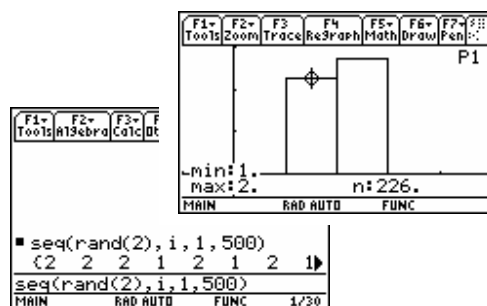 F1▾ F2▾ F3 F4 F5▾ F6▾ F7▾
Tools Zoom Trace ReGraph Math Draw Pen
P1
min:1.
max:2. n:226.
MAIN RAD AUTO FUNC
F1▾ F2▾ F3▾
Tools Algebra Calc
▪ seq(rand(2),i,1,500)
{2 2 2 1 2 1 2 1▶
seq(rand(2),i,1,500)
MAIN RAD AUTO FUNC 1/30